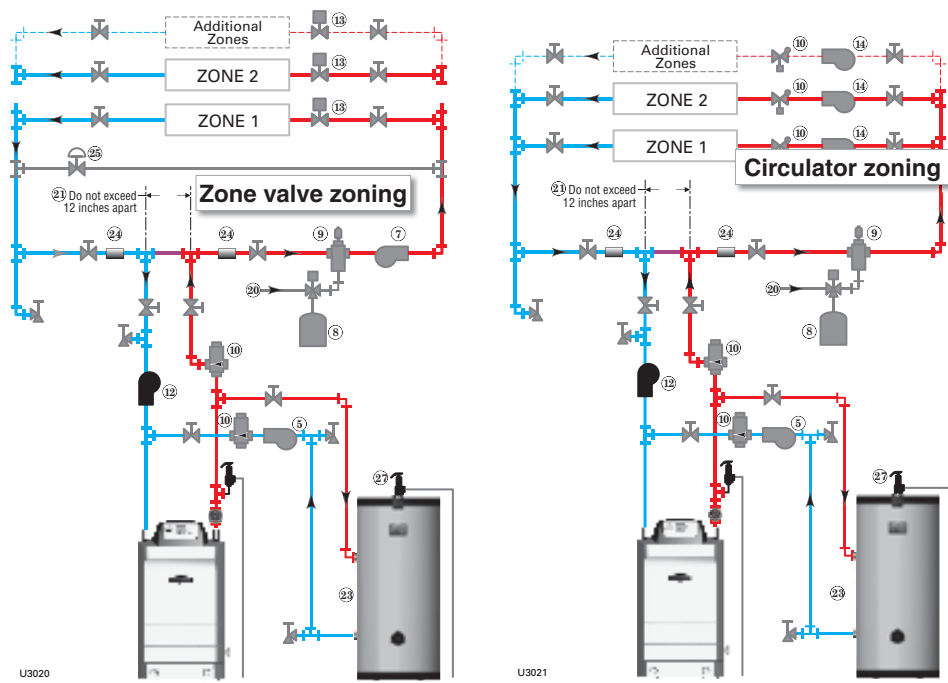 Additional
Zones
13
ZONE 2
13
ZONE 1
13
25
21 Do not exceed
12 inches apart
Zone valve zoning
24
24
9
7
20
8
10
12
10
5
27
23
U3020
Additional
Zones
10
14
ZONE 2
10
14
ZONE 1
10
14
Circulator zoning
21 Do not exceed
12 inches apart
24
24
9
20
8
10
12
10
5
27
23
U3021